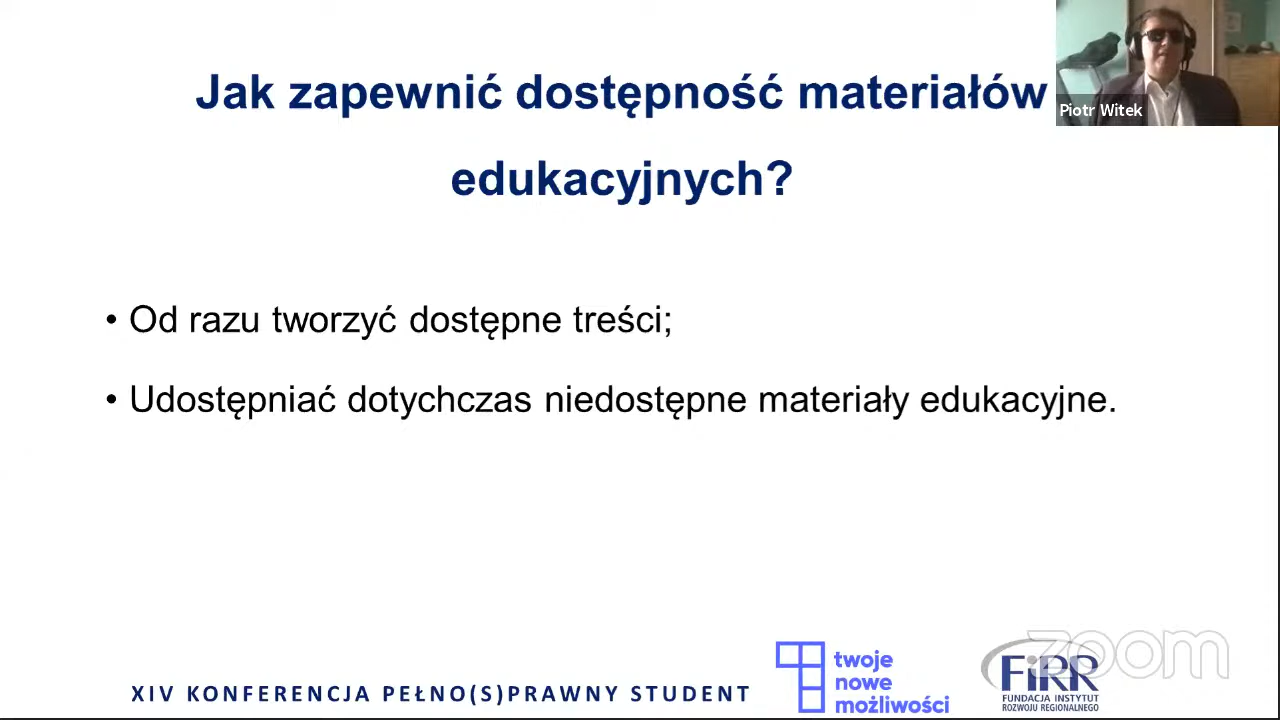 Jak zapewnić dostępność materiałów
edukacyjnych?
Piotr Witek
• Od razu tworzyć dostępne treści;
• Udostępniać dotychczas niedostępne materiały edukacyjne.
XIV KONFERENCJA PEŁNO(S)PRAWNY STUDENT
twoje
nowe
możliwości
FiRR
FUNDACJA INSTYTUT
ROZWOJU REGIONALNEGO
zoom